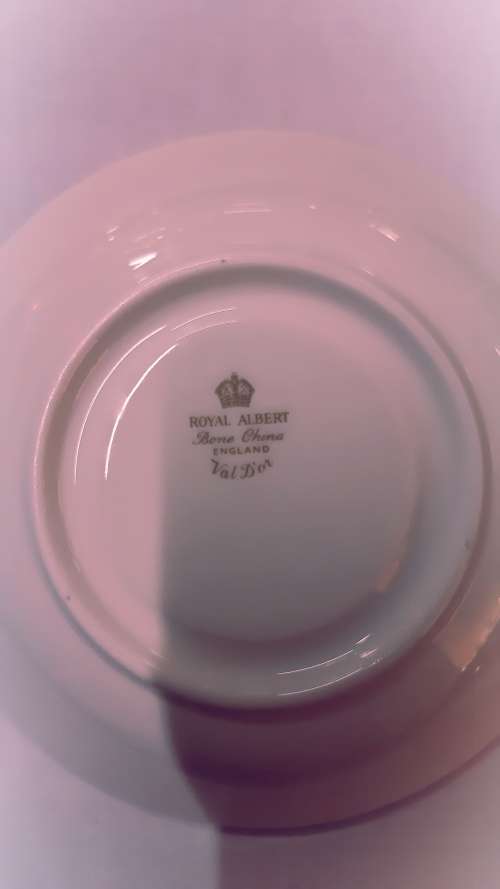 ROYAL ALBERT
Bone China
ENGLAND
Val D'or